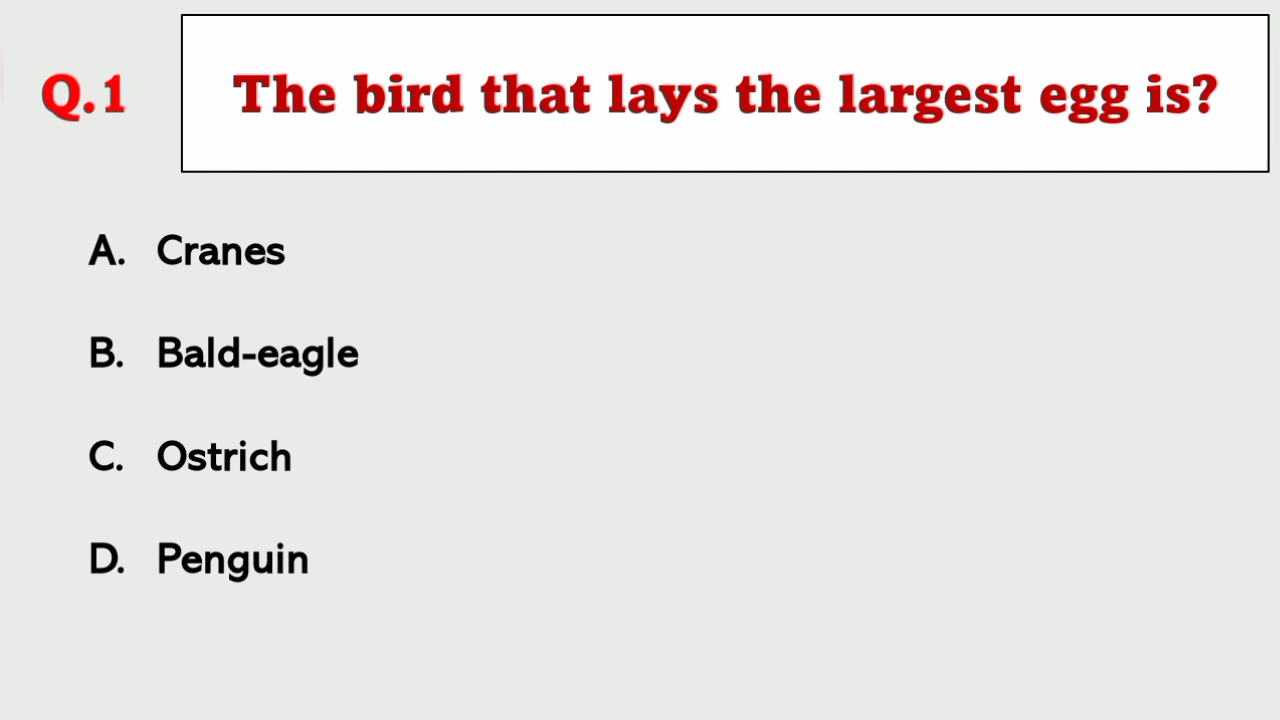 Q.1 The bird that lays the largest egg is?
A. Cranes
B. Bald-eagle
C. Ostrich
D. Penguin